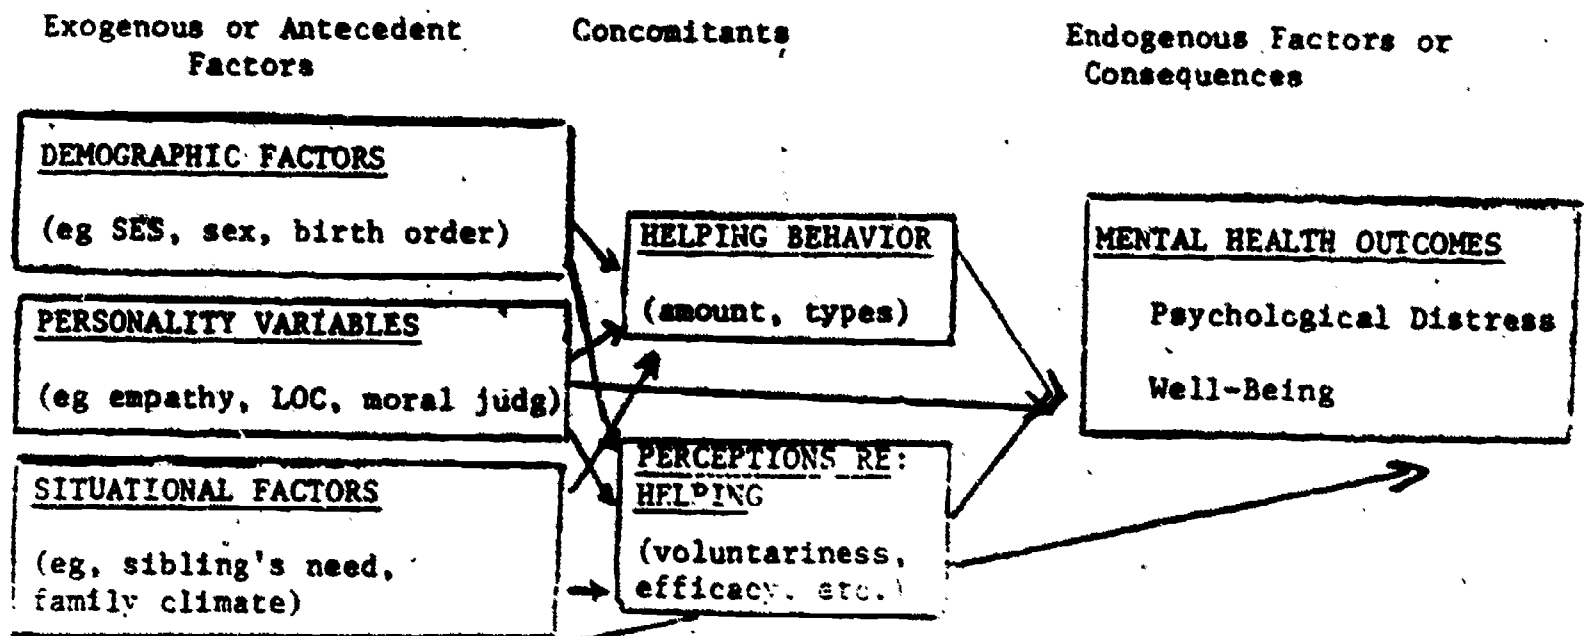 Exogenous or Antecedent
Factors
Concomitants
Endogenous Factors or
Consequences
DEMOGRAPHIC FACTORS
(eg SES, sex, birth order)
PERSONALITY VARIABLES
(eg empathy, LOC, moral judg)
SITUATIONAL FACTORS
(eg, sibling's need,
family climate)
HELPING BEHAVIOR
(amount, types)
PERCEPTIONS RE:
HELPING
(voluntariness,
efficacy, etc.)
MENTAL HEALTH OUTCOMES
Psychological Distress
Well-Being